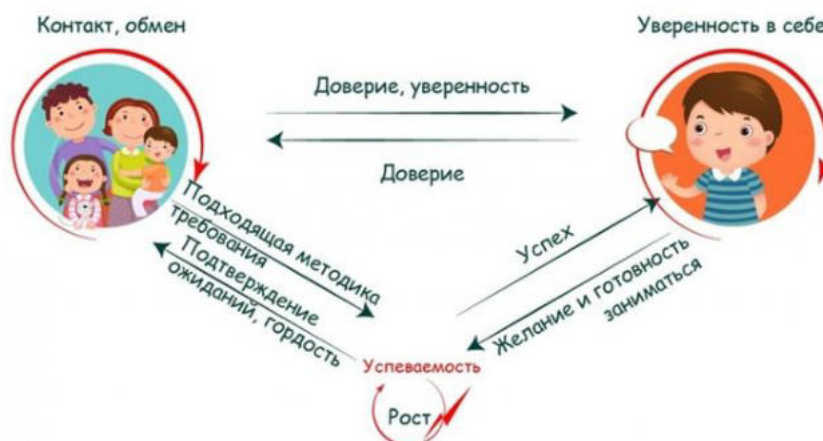 Контакт, обмен
Уверенность в себе
Доверие, уверенность
Доверие
Подходящая методика
требования
Подтверждение
ожиданий, гордость
Успех
Желание и готовность
заниматься
Успеваемость
Рост